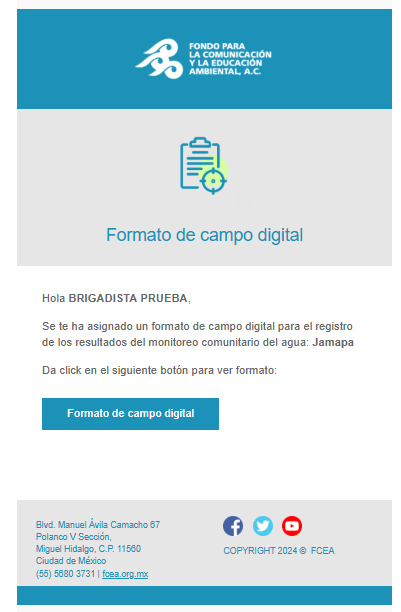 FONDO PARA
LA COMUNICACIÓN
Y LA EDUCACIÓN
AMBIENTAL, A.C.
Formato de campo digital
Hola BRIGADISTA PRUEBA,
Se te ha asignado un formato de campo digital para el registro
de los resultados del monitoreo comunitario del agua: Jamapa
Da click en el siguiente botón para ver formato:
Formato de campo digital
Blvd. Manuel Ávila Camacho 67
Polanco V Sección,
Miguel Hidalgo, C.P. 11560
Ciudad de México
(55) 5680 3731 | fcea.org.mx
COPYRIGHT 2024 © FCEA